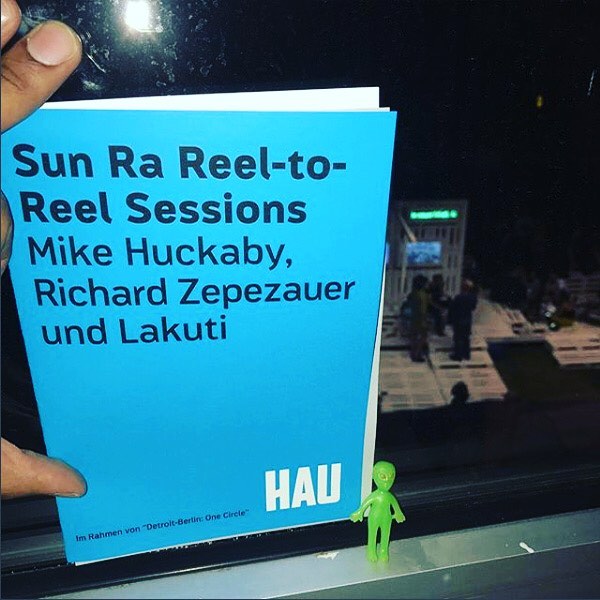 Sun Ra Reel-to-
Reel Sessions
Mike Huckaby,
Richard Zepezauer
und Lakuti
HAU
Im Rahmen von "Detroit-Berlin: One Circle"